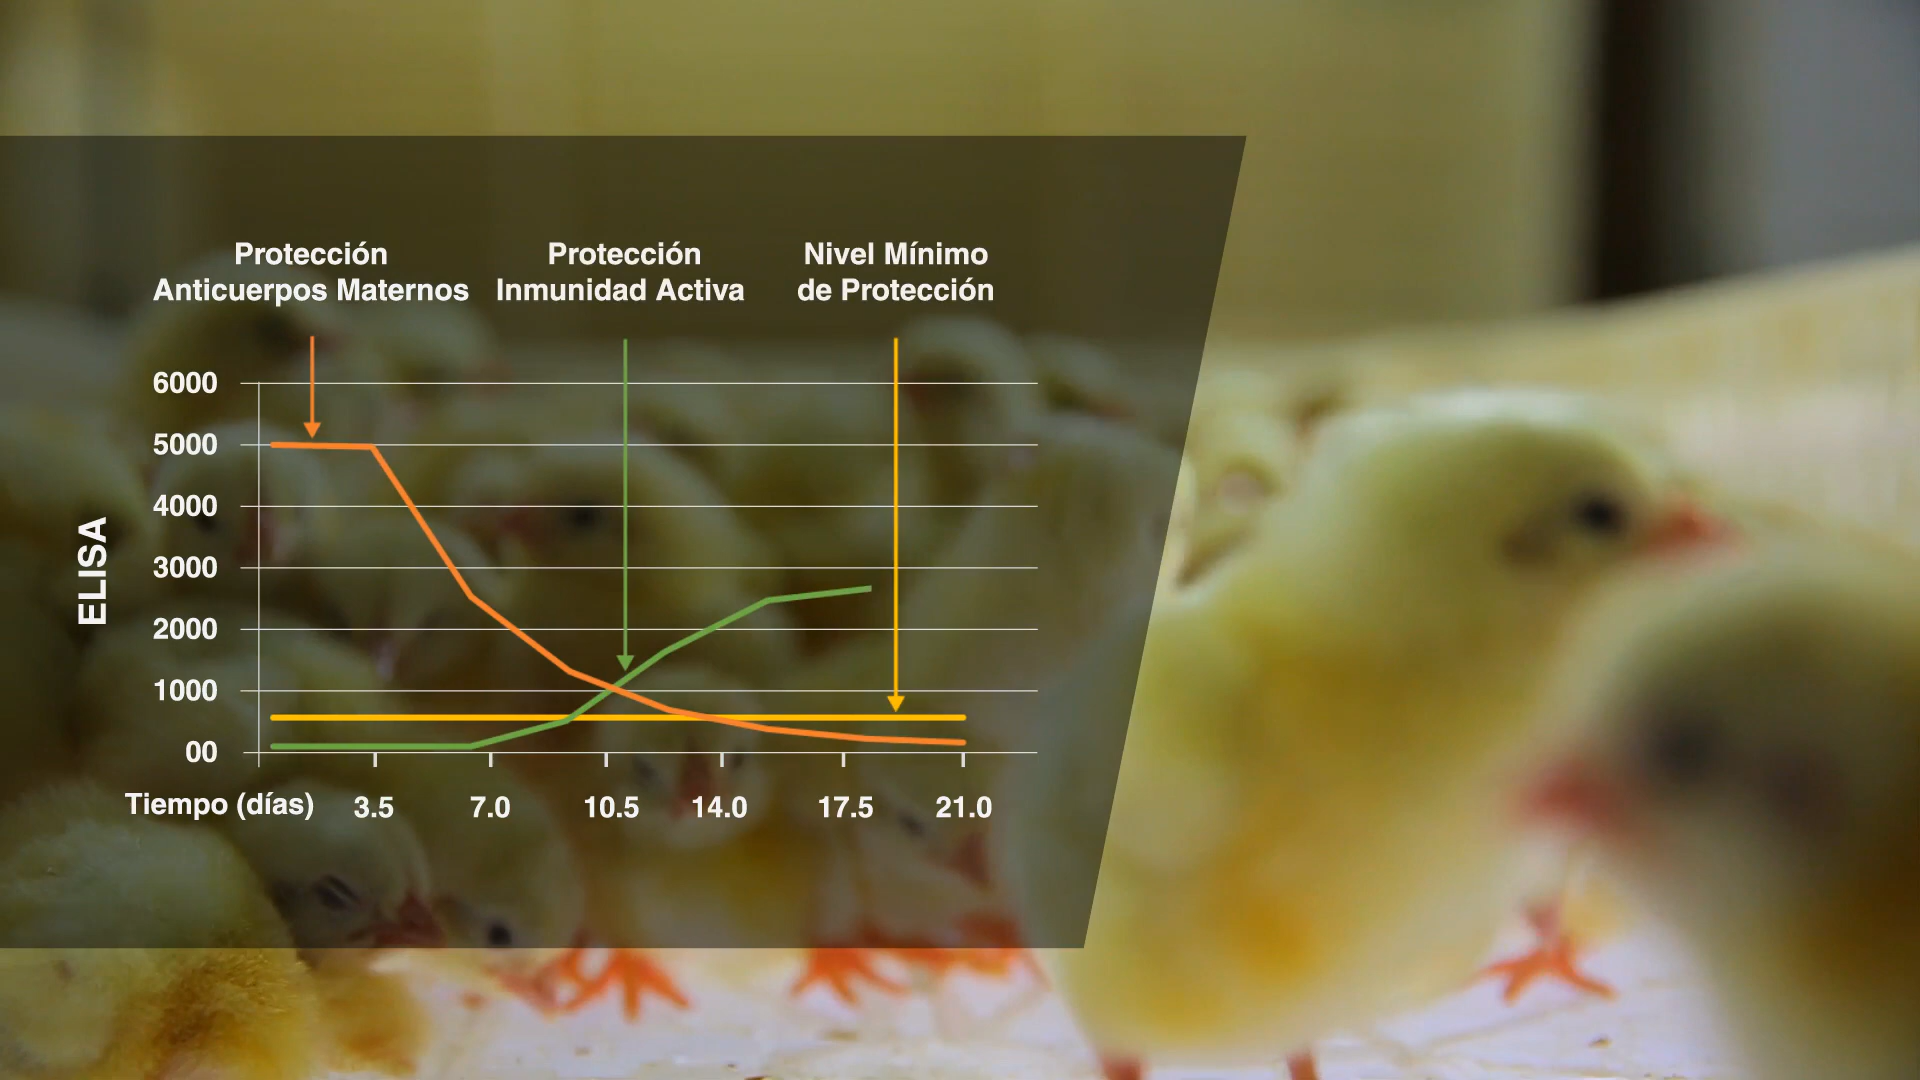 Protección
Anticuerpos Maternos
Protección
Inmunidad Activa
Nivel Mínimo
de Protección
6000
5000
4000
3000
2000
1000
00
ELISA
Tiempo (días) 3.5 7.0 10.5 14.0 17.5 21.0